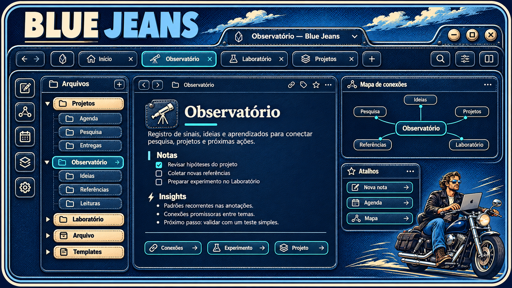 BLUE JEANS
Observatório — Blue Jeans
Início
Observatório
Laboratório
Projetos
Arquivos
Projetos
Agenda
Pesquisa
Entregas
Observatório
Ideias
Referências
Leituras
Laboratório
Arquivo
Templates
Observatório
Observatório
Registro de sinais, ideias e aprendizados para conectar
pesquisa, projetos e próximas ações.
Notas
Revisar hipóteses do projeto
Coletar novas referências
Preparar experimento no Laboratório
Insights
• Padrões recorrentes nas anotações.
• Conexões promissoras entre temas.
• Próximo passo: validar com um teste simples.
Conexões
Experimento
Projeto
Mapa de conexões
Ideias
Pesquisa
Projetos
Observatório
Referências
Laboratório
Atalhos
Nova nota
Agenda
Mapa